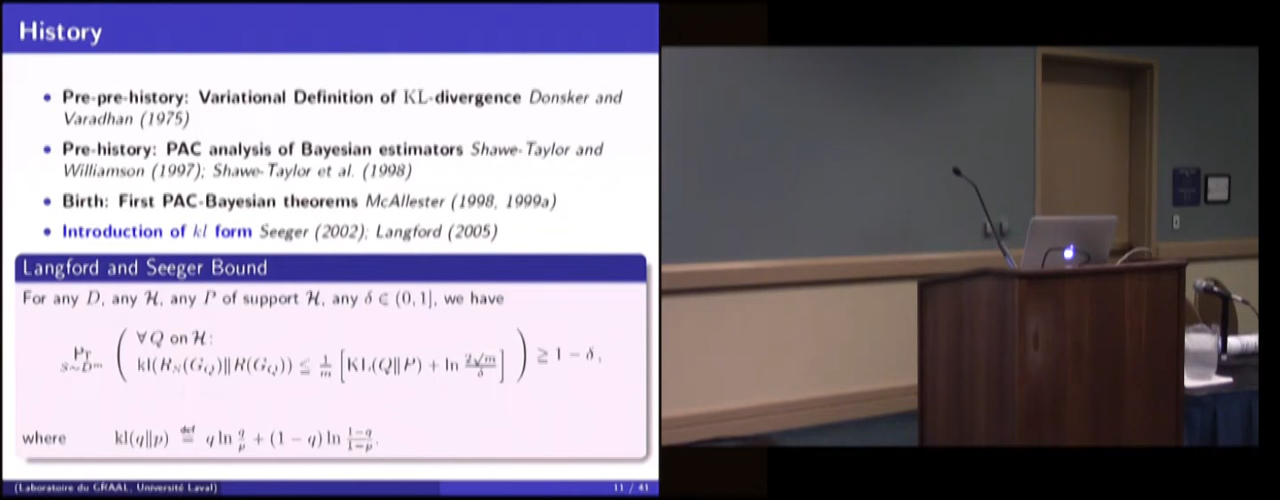 History
• Pre-pre-history: Variational Definition of KL-divergence Donsker and
Varadhan (1975)
• Pre-history: PAC analysis of Bayesian estimators Shawe-Taylor and
Williamson (1997); Shawe-Taylor et al. (1998)
• Birth: First PAC-Bayesian theorems McAllester (1998, 1999a)
• Introduction of kl form Seeger (2002); Langford (2005)
Langford and Seeger Bound
For any D, any ℋ, any P of support ℋ, any δ ∈ (0, 1], we have
Pr S∼D^m ( ∀ Q on ℋ: kl(R_S(G_Q)‖R(G_Q)) ≤ 1/m [ KL(Q‖P) + ln 2√m/δ ] ) ≥ 1 − δ,
where kl(q‖p) def= q ln q/p + (1 − q) ln 1−q/1−p.
(Laboratoire du GRAAL, Université Laval)
11 / 41